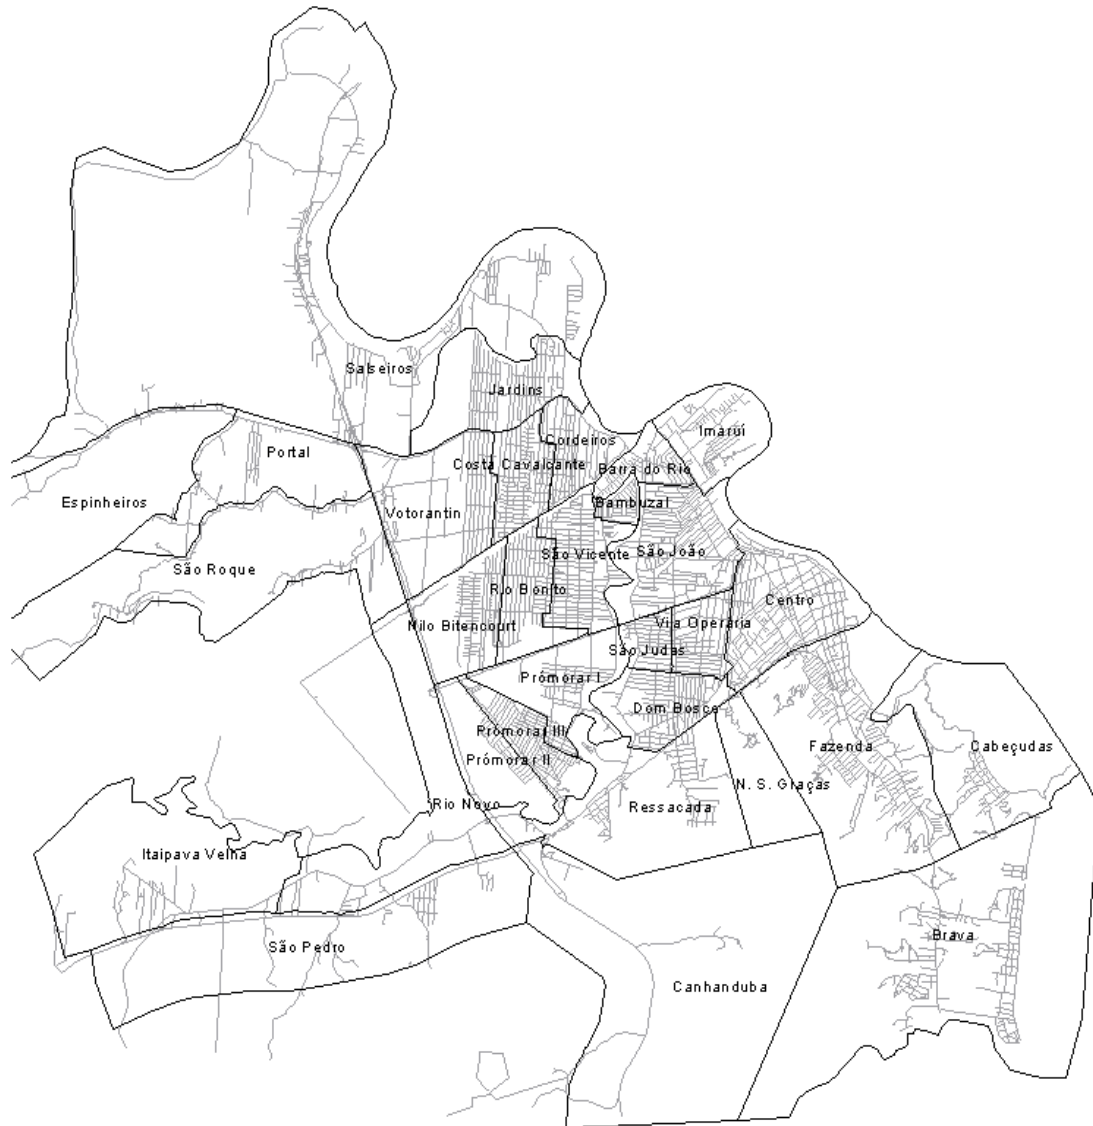 Salseiros
Jardins
Imaruí
Cordeiros
Portal
Costa Cavalcante
Barra do Rio
Espinheiros
Bambuzal
Votorantin
São Vicente
São João
São Roque
Rio Bonito
Centro
Nilo Bitencourt
Vila Operária
São Judas
Prómorar I
Dom Bosco
Prómorar III
Fazenda
Cabeçudas
Prómorar II
N. S. Graças
Rio Novo
Ressacada
Itaipava Velha
Brava
São Pedro
Canhanduba